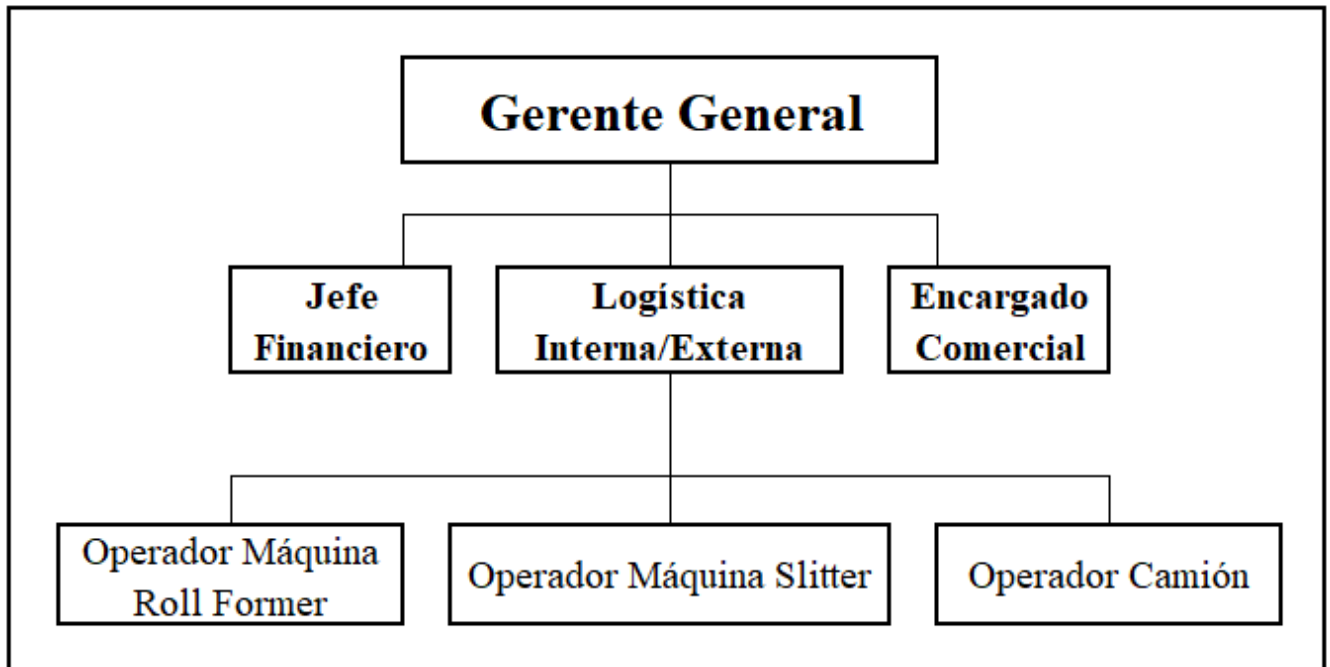 Gerente General
Jefe
Financiero
Logística
Interna/Externa
Encargado
Comercial
Operador Máquina
Roll Former
Operador Máquina Slitter
Operador Camión